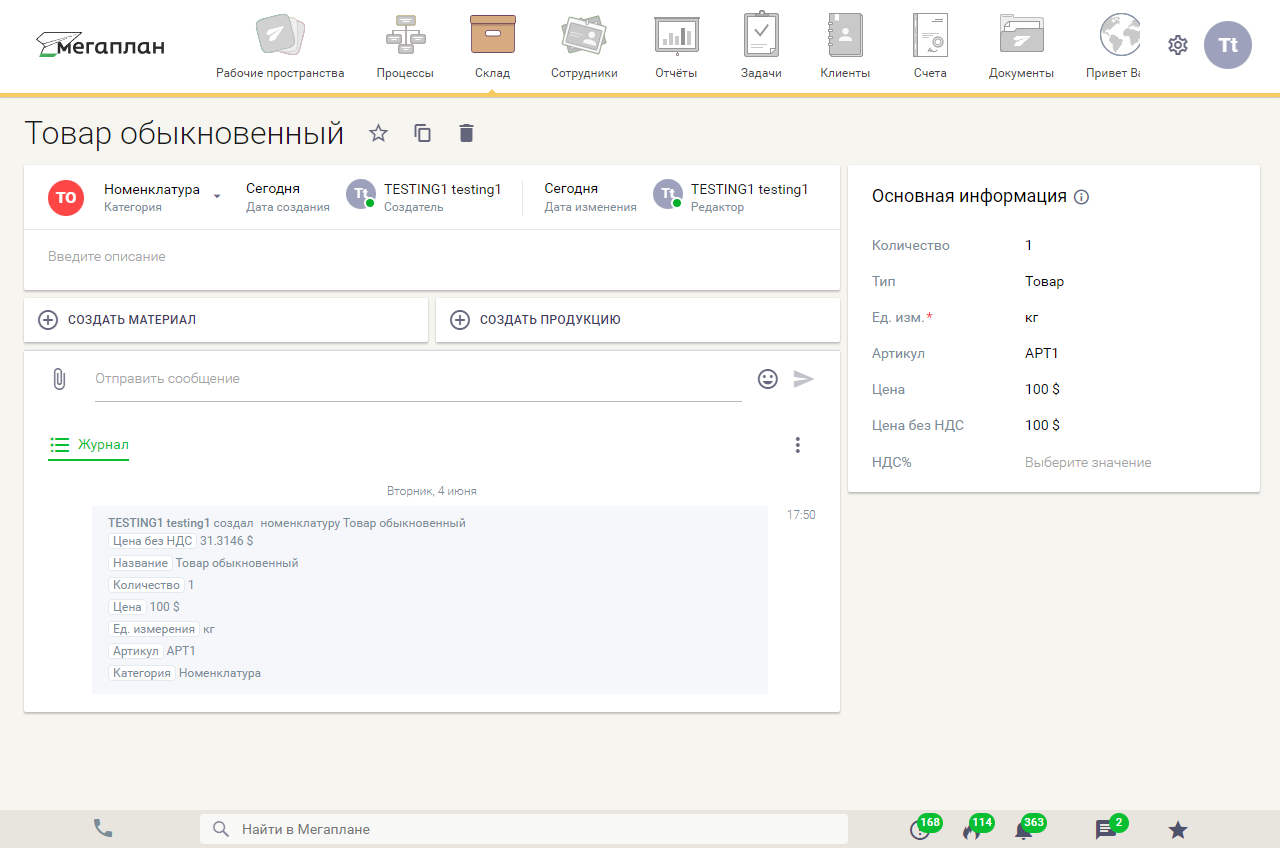 мегаплан
Рабочие пространства
Процессы
Склад
Сотрудники
Отчёты
Задачи
Клиенты
Счета
Документы
Привет Ва
Tt
Товар обыкновенный
ТО
Номенклатура
Категория
Сегодня
Дата создания
Tt
TESTING1 testing1
Создатель
Сегодня
Дата изменения
Tt
TESTING1 testing1
Редактор
Введите описание
СОЗДАТЬ МАТЕРИАЛ
СОЗДАТЬ ПРОДУКЦИЮ
Отправить сообщение
Журнал
Вторник, 4 июня
TESTING1 testing1 создал номенклатуру Товар обыкновенный
17:50
Цена без НДС 31.3146 $
Название Товар обыкновенный
Количество 1
Цена 100 $
Ед. измерения кг
Артикул АРТ1
Категория Номенклатура
Основная информация
Количество 1
Тип Товар
Ед. изм.* кг
Артикул АРТ1
Цена 100 $
Цена без НДС 100 $
НДС% Выберите значение
Найти в Мегаплане
168
114
363
2